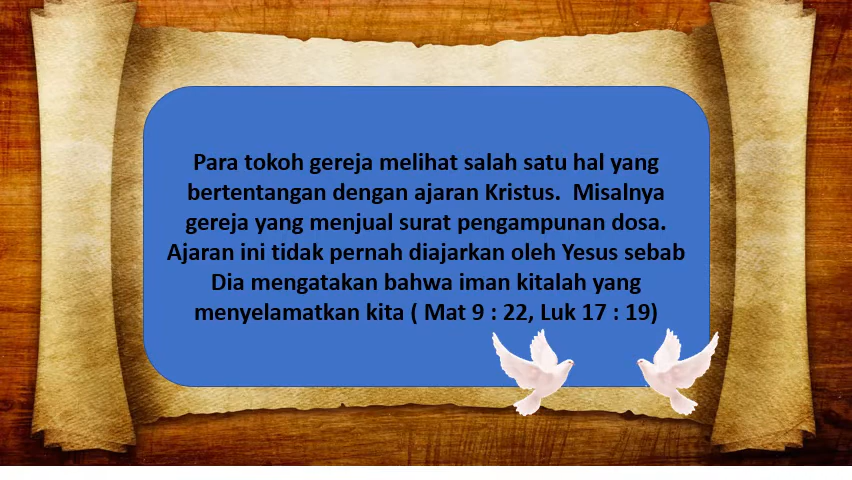 Para tokoh gereja melihat salah satu hal yang
bertentangan dengan ajaran Kristus.  Misalnya
gereja yang menjual surat pengampunan dosa.
Ajaran ini tidak pernah diajarkan oleh Yesus sebab
Dia mengatakan bahwa iman kitalah yang
menyelamatkan kita ( Mat 9 : 22, Luk 17 : 19)